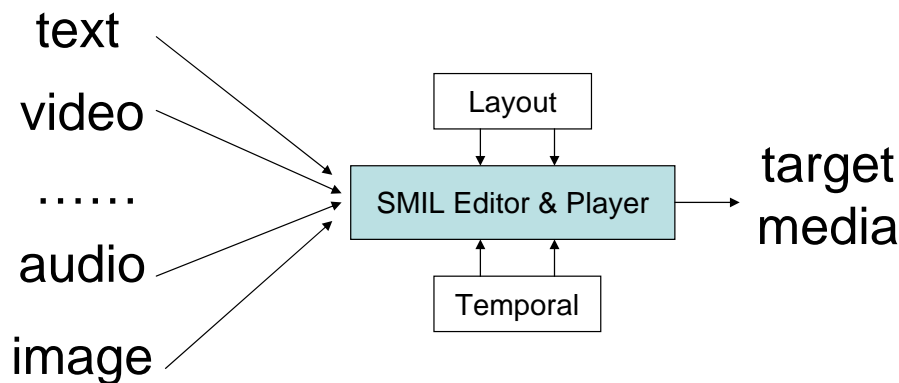 text
video
......
audio
image
Layout
SMIL Editor & Player
Temporal
target
media